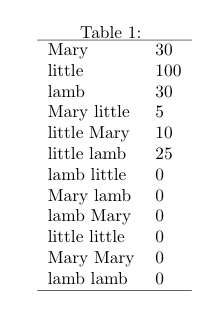 Table 1:
Mary 30
little 100
lamb 30
Mary little 5
little Mary 10
little lamb 25
lamb little 0
Mary lamb 0
lamb Mary 0
little little 0
Mary Mary 0
lamb lamb 0